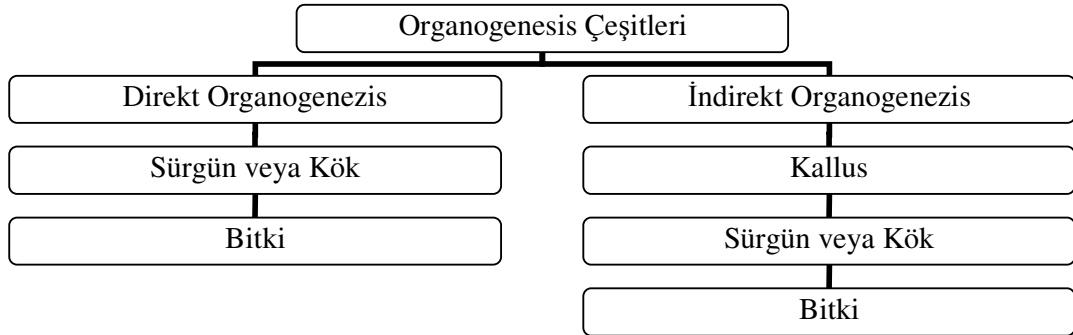 Organogenesis Çeşitleri
Direkt Organogenezis
İndirekt Organogenezis
Sürgün veya Kök
Kallus
Bitki
Sürgün veya Kök
Bitki